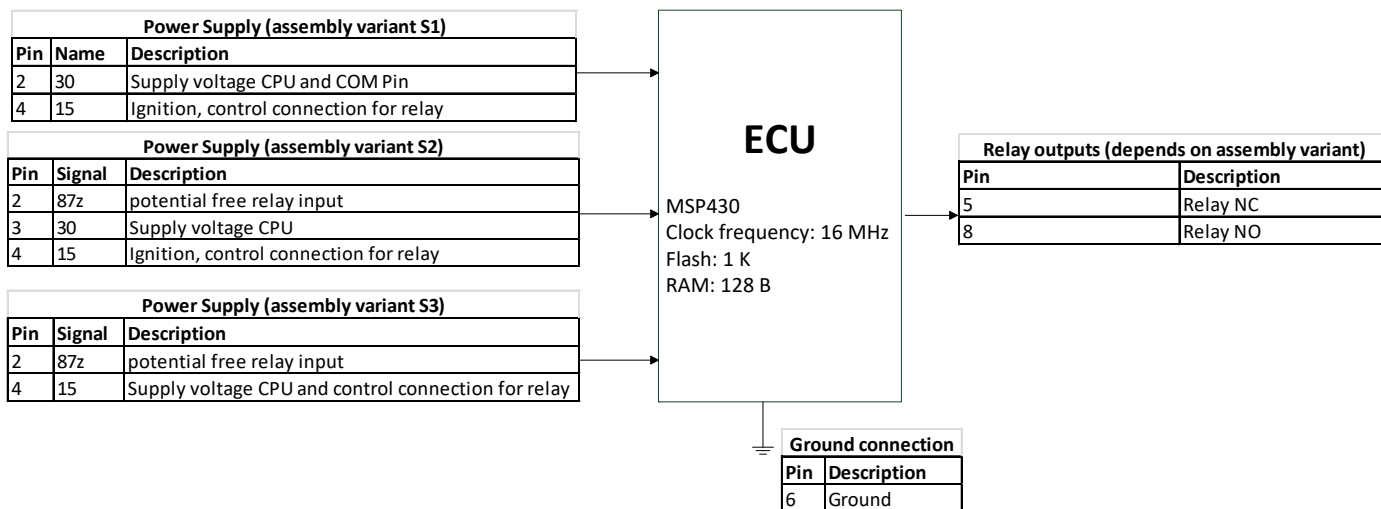 Power Supply (assembly variant S1)
Pin Name Description
2 30 Supply voltage CPU and COM Pin
4 15 Ignition, control connection for relay
Power Supply (assembly variant S2)
Pin Signal Description
2 87z potential free relay input
3 30 Supply voltage CPU
4 15 Ignition, control connection for relay
Power Supply (assembly variant S3)
Pin Signal Description
2 87z potential free relay input
4 15 Supply voltage CPU and control connection for relay
ECU
MSP430
Clock frequency: 16 MHz
Flash: 1 K
RAM: 128 B
Relay outputs (depends on assembly variant)
Pin Description
5 Relay NC
8 Relay NO
Ground connection
Pin Description
6 Ground